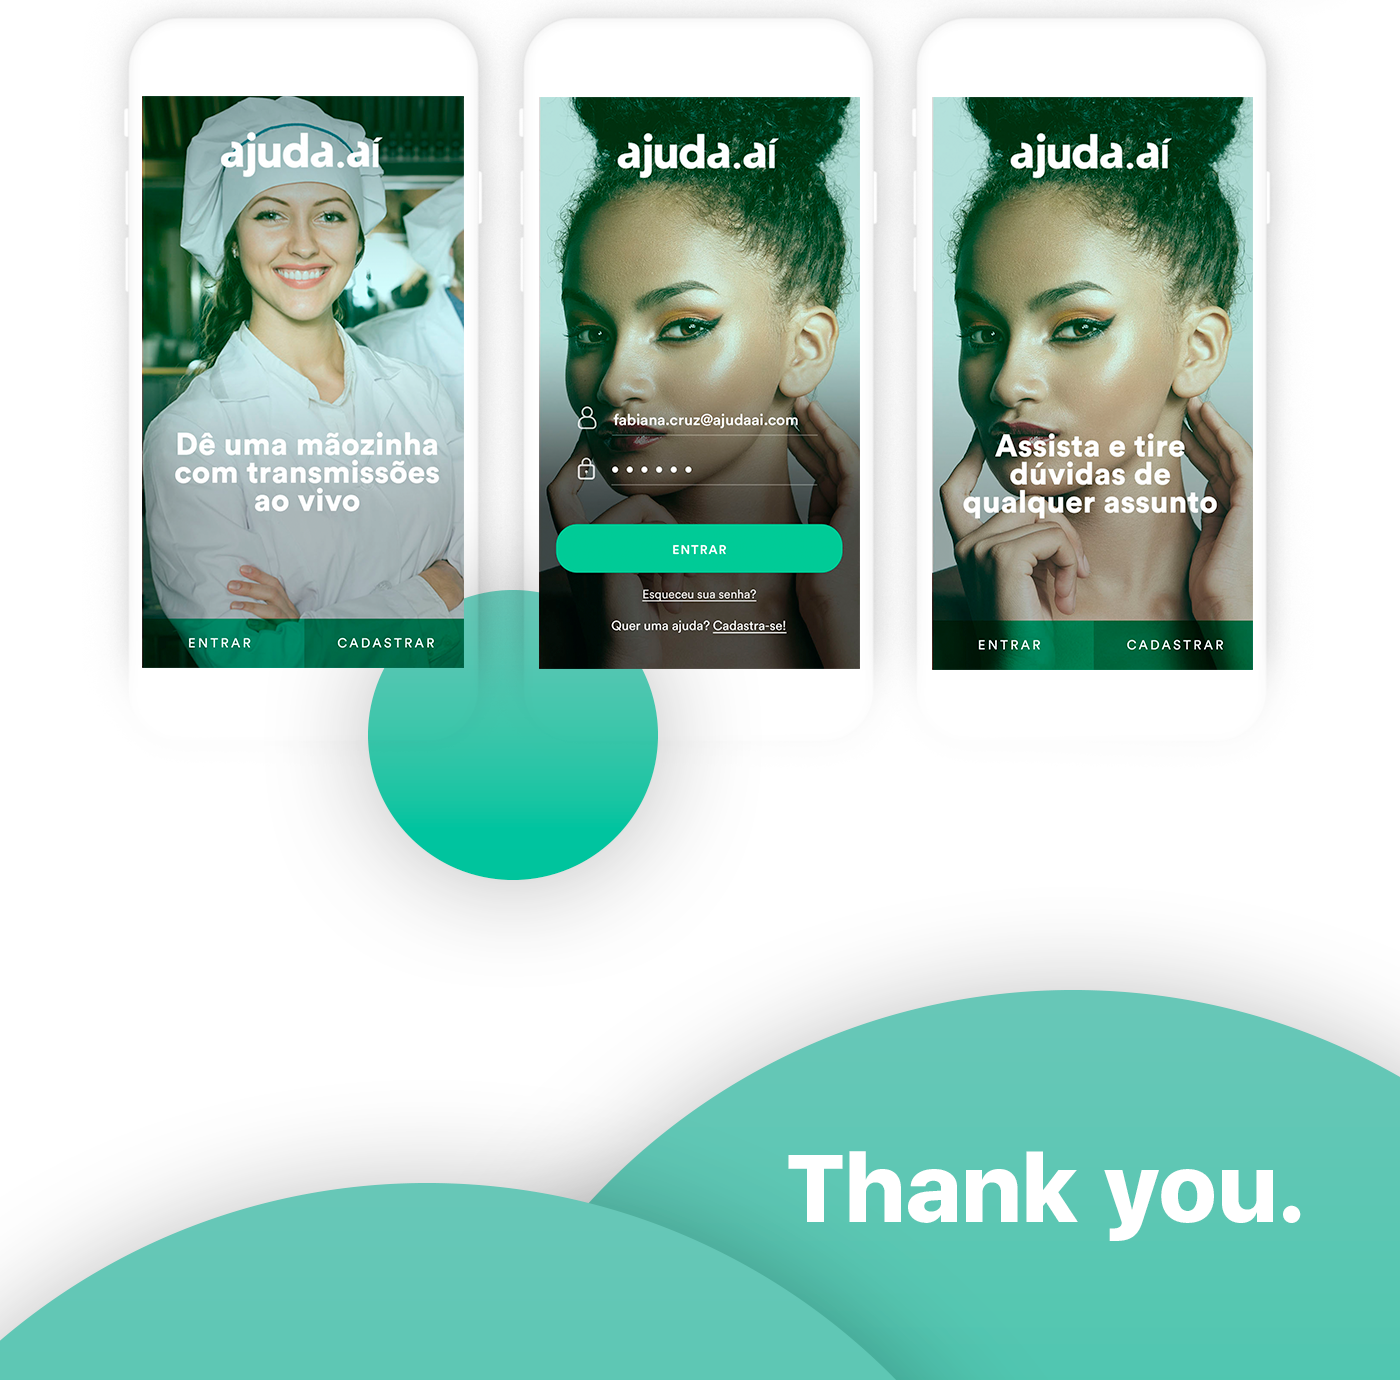 ajuda.aí
Dê uma mãozinha
com transmissões
ao vivo
ENTRAR
CADASTRAR
ajuda.aí
fabiana.cruz@ajudaai.com
ENTRAR
Esqueceu sua senha?
Quer uma ajuda? Cadastra-se!
ajuda.aí
Assista e tire
dúvidas de
qualquer assunto
ENTRAR
CADASTRAR
Thank you.